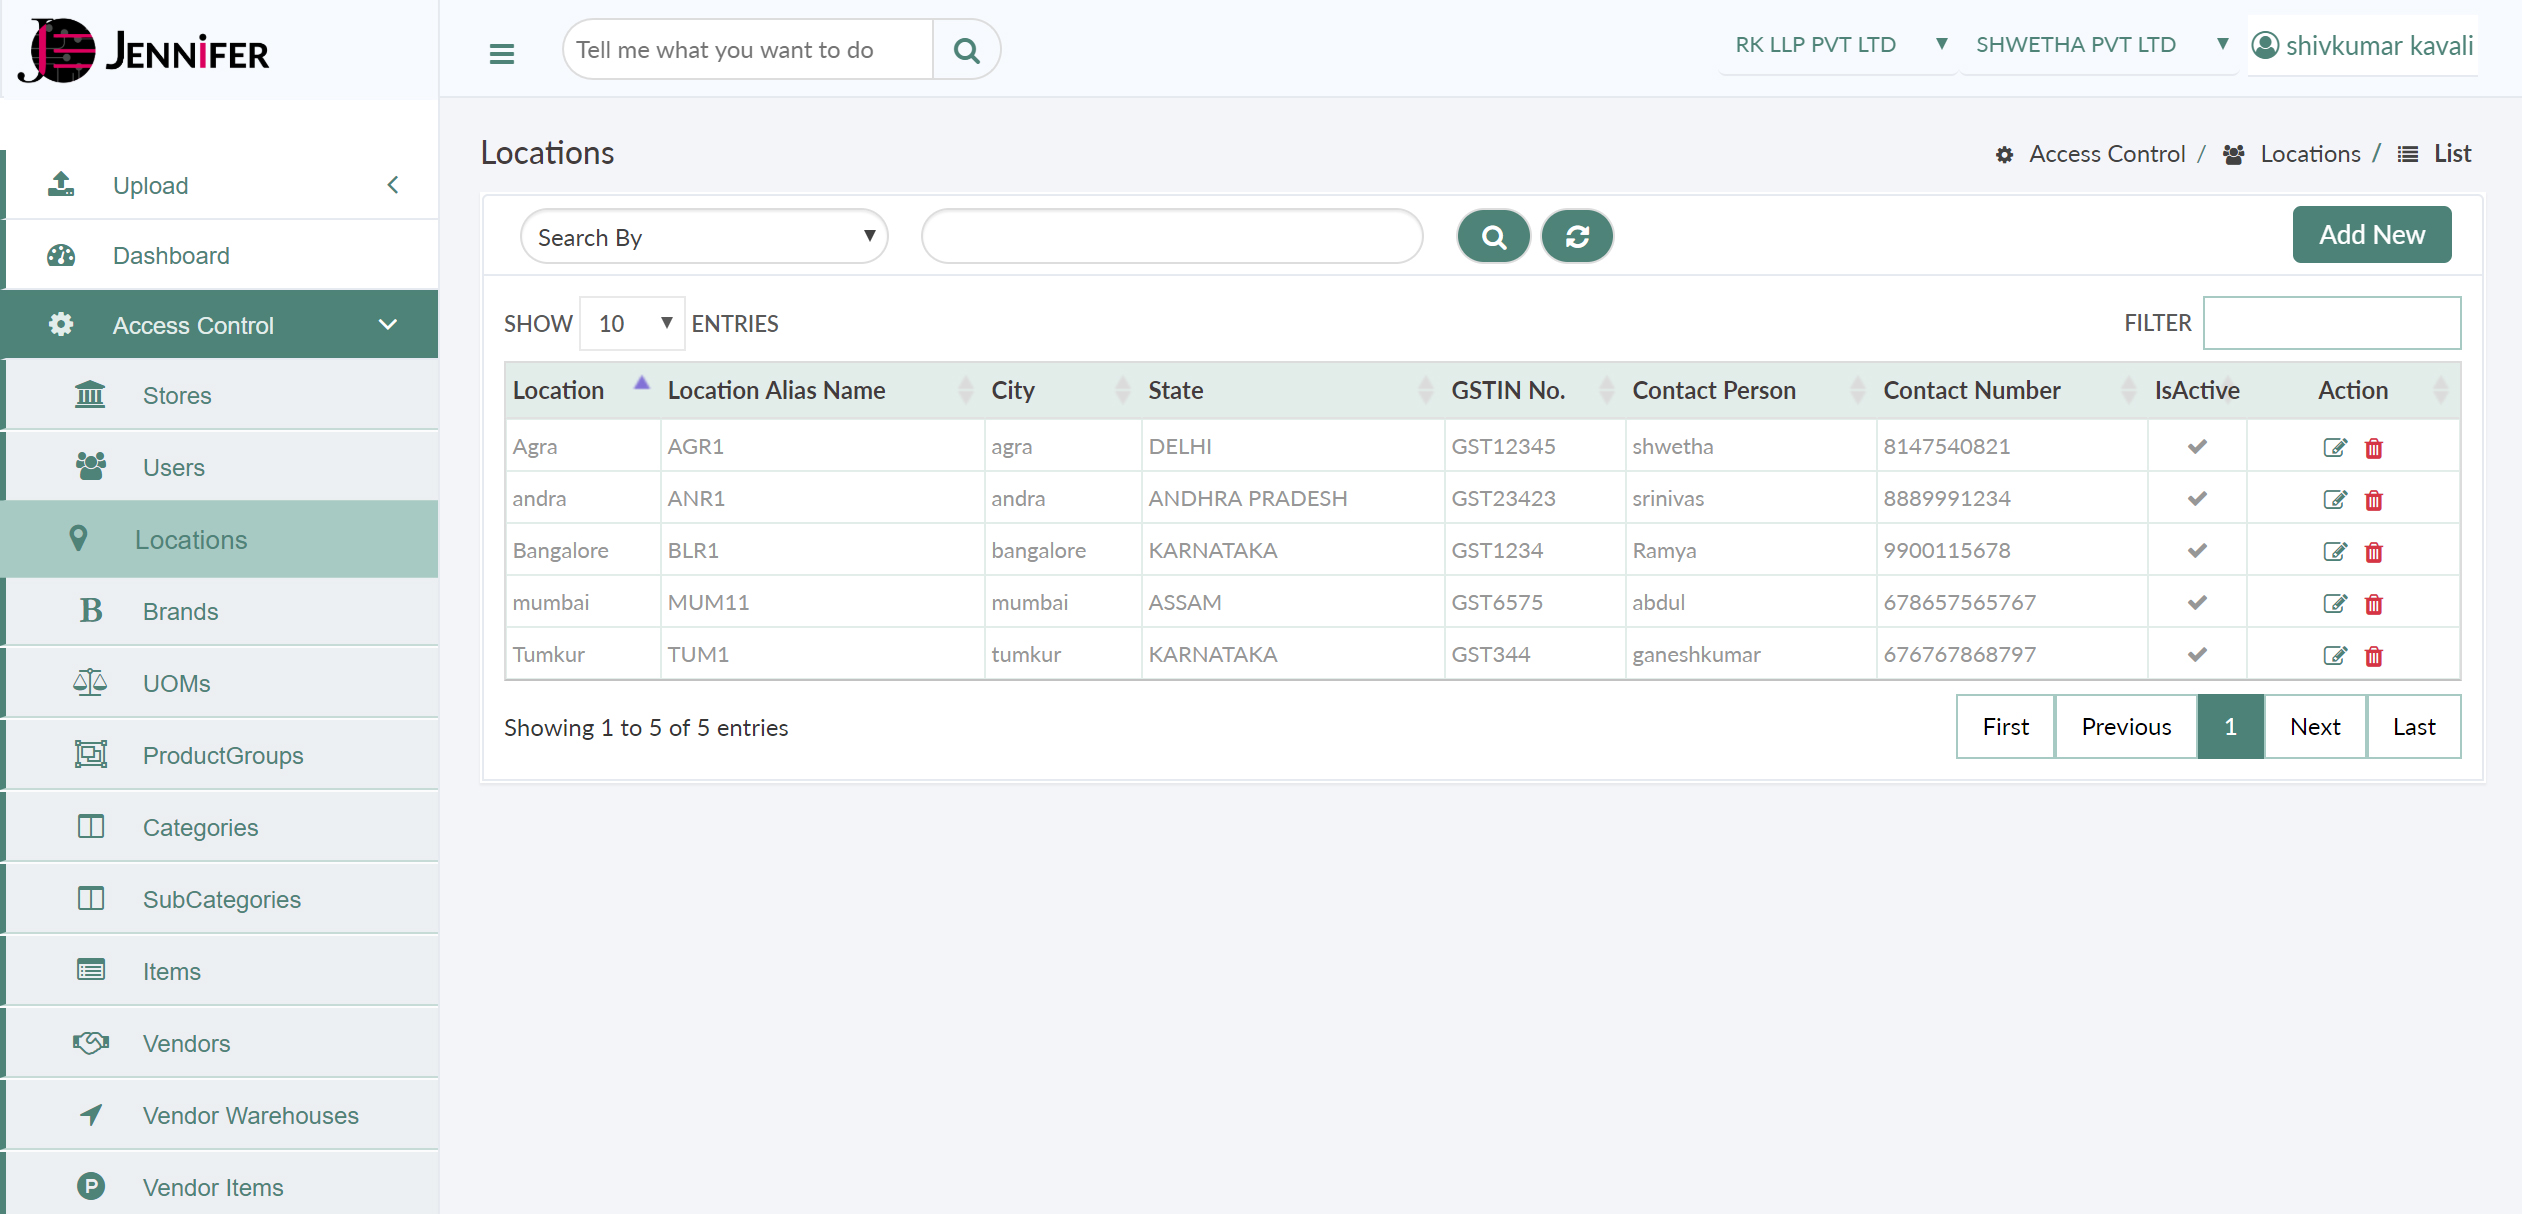 JENNiFER
Tell me what you want to do
RK LLP PVT LTD
SHWETHA PVT LTD
shivkumar kavali
Upload
Dashboard
Access Control
Stores
Users
Locations
B Brands
UOMs
ProductGroups
Categories
SubCategories
Items
Vendors
Vendor Warehouses
P Vendor Items
Locations
Access Control / Locations / List
Search By
Add New
SHOW 10 ENTRIES
FILTER
Location Location Alias Name City State GSTIN No. Contact Person Contact Number IsActive Action
Agra AGR1 agra DELHI GST12345 shwetha 8147540821
andra ANR1 andra ANDHRA PRADESH GST23423 srinivas 8889991234
Bangalore BLR1 bangalore KARNATAKA GST1234 Ramya 9900115678
mumbai MUM11 mumbai ASSAM GST6575 abdul 678657565767
Tumkur TUM1 tumkur KARNATAKA GST344 ganeshkumar 676767868797
Showing 1 to 5 of 5 entries
First Previous 1 Next Last